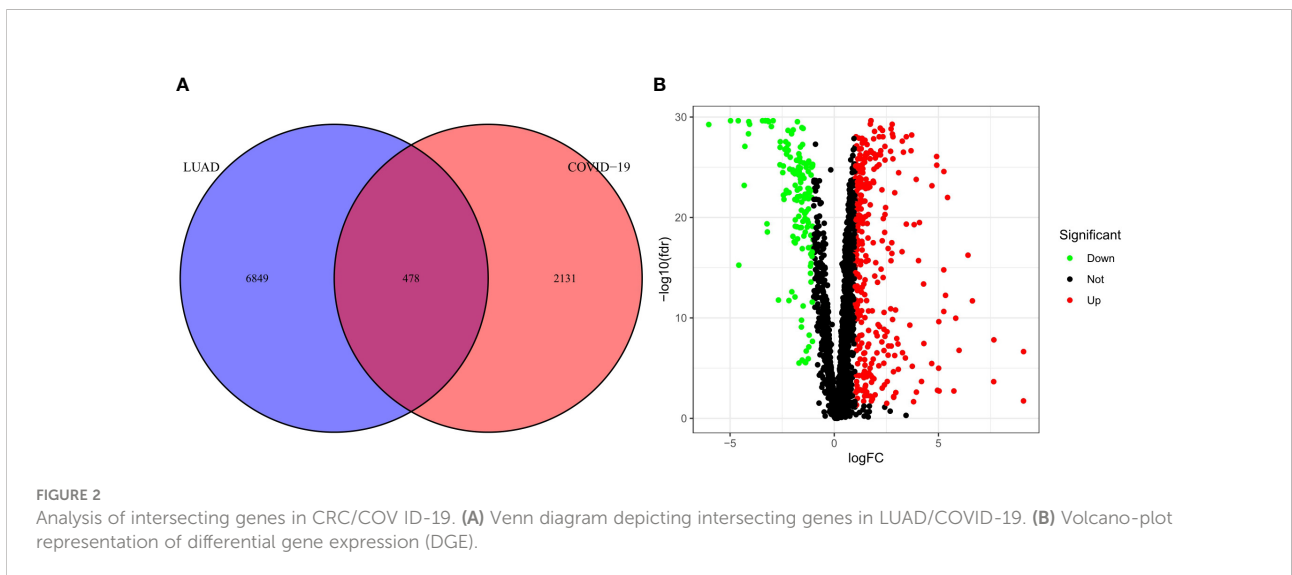 A
B
LUAD
COVID−19
6849
478
2131
30
20
10
0
−log10(fdr)
−5
0
5
logFC
Significant
Down
Not
Up
FIGURE 2
Analysis of intersecting genes in CRC/COV ID-19. (A) Venn diagram depicting intersecting genes in LUAD/COVID-19. (B) Volcano-plot
representation of differential gene expression (DGE).